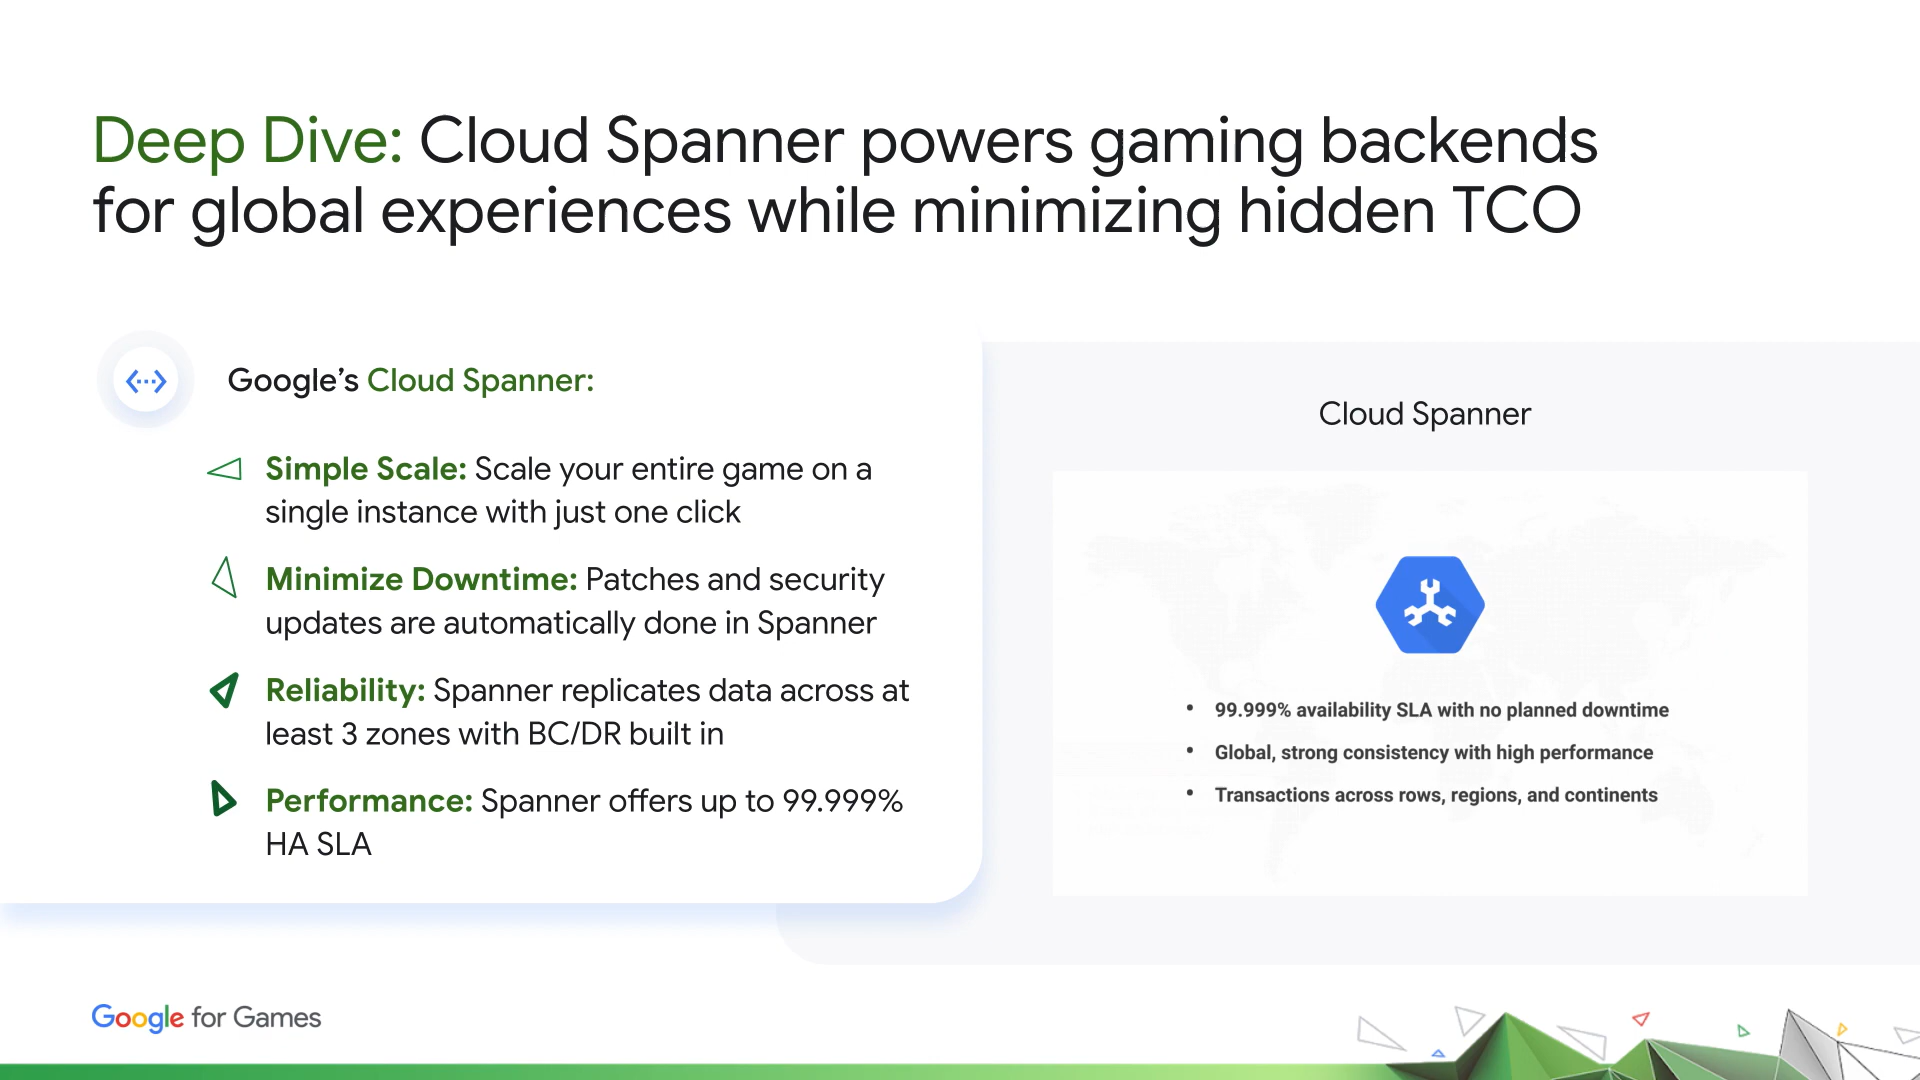 Deep Dive: Cloud Spanner powers gaming backends
for global experiences while minimizing hidden TCO
Google’s Cloud Spanner:
Simple Scale: Scale your entire game on a
single instance with just one click
Minimize Downtime: Patches and security
updates are automatically done in Spanner
Reliability: Spanner replicates data across at
least 3 zones with BC/DR built in
Performance: Spanner offers up to 99.999%
HA SLA
Cloud Spanner
• 99.999% availability SLA with no planned downtime
• Global, strong consistency with high performance
• Transactions across rows, regions, and continents
Google for Games